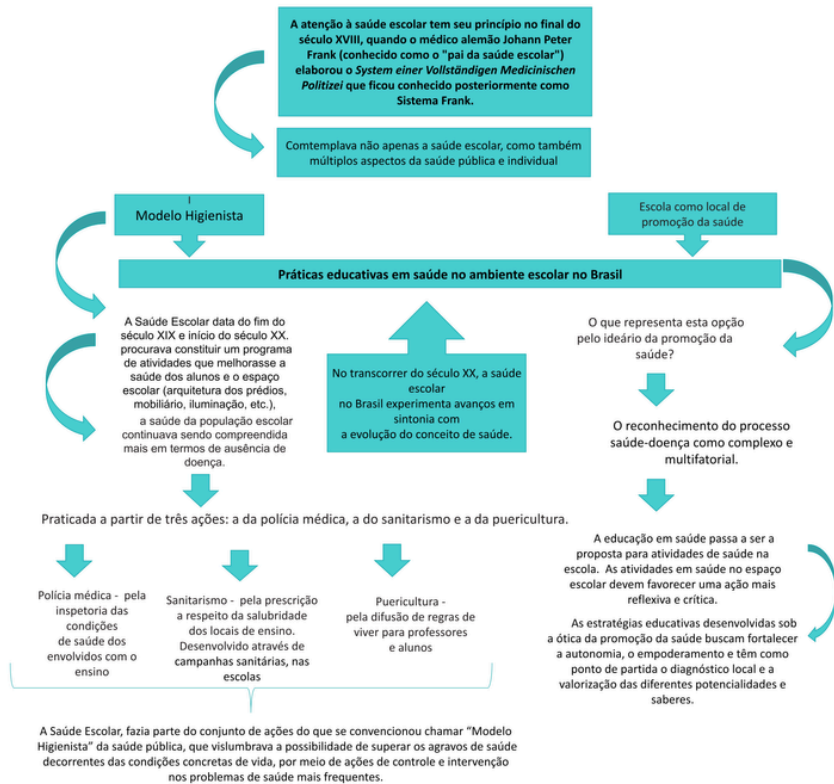 A atenção à saúde escolar tem seu princípio no final do
século XVIII, quando o médico alemão Johann Peter
Frank (conhecido como o "pai da saúde escolar")
elaborou o System einer Vollständigen Medicinischen
Politizei que ficou conhecido posteriormente como
Sistema Frank.
Comtemplava não apenas a saúde escolar, como também
múltiplos aspectos da saúde pública e individual
Modelo Higienista
Escola como local de
promoção da saúde
Práticas educativas em saúde no ambiente escolar no Brasil
A Saúde Escolar data do fim do
século XIX e início do século XX.
procurava constituir um programa
de atividades que melhorasse a
saúde dos alunos e o espaço
escolar (arquitetura dos prédios,
mobiliário, iluminação, etc.),
a saúde da população escolar
continuava sendo compreendida
mais em termos de ausência de
doença.
No transcorrer do século XX, a saúde
escolar
no Brasil experimenta avanços em
sintonia com
a evolução do conceito de saúde.
O que representa esta opção
pelo ideário da promoção da
saúde?
O reconhecimento do processo
saúde-doença como complexo e
multifatorial.
Praticada a partir de três ações: a da polícia médica, a do sanitarismo e a da puericultura.
Polícia médica - pela
inspetoria das
condições
de saúde dos
envolvidos com o
ensino
Sanitarismo - pela prescrição
a respeito da salubridade
dos locais de ensino.
Desenvolvido através de
campanhas sanitárias, nas
escolas
Puericultura -
pela difusão de regras de
viver para professores
e alunos
A educação em saúde passa a ser a
proposta para atividades de saúde na
escola. As atividades em saúde no espaço
escolar devem favorecer uma ação mais
reflexiva e crítica.
As estratégias educativas desenvolvidas sob
a ótica da promoção da saúde buscam fortalecer
a autonomia, o empoderamento e têm como
ponto de partida o diagnóstico local e a
valorização das diferentes potencialidades e
saberes.
A Saúde Escolar, fazia parte do conjunto de ações do que se convencionou chamar “Modelo
Higienista” da saúde pública, que vislumbrava a possibilidade de superar os agravos de saúde
decorrentes das condições concretas de vida, por meio de ações de controle e intervenção
nos problemas de saúde mais frequentes.